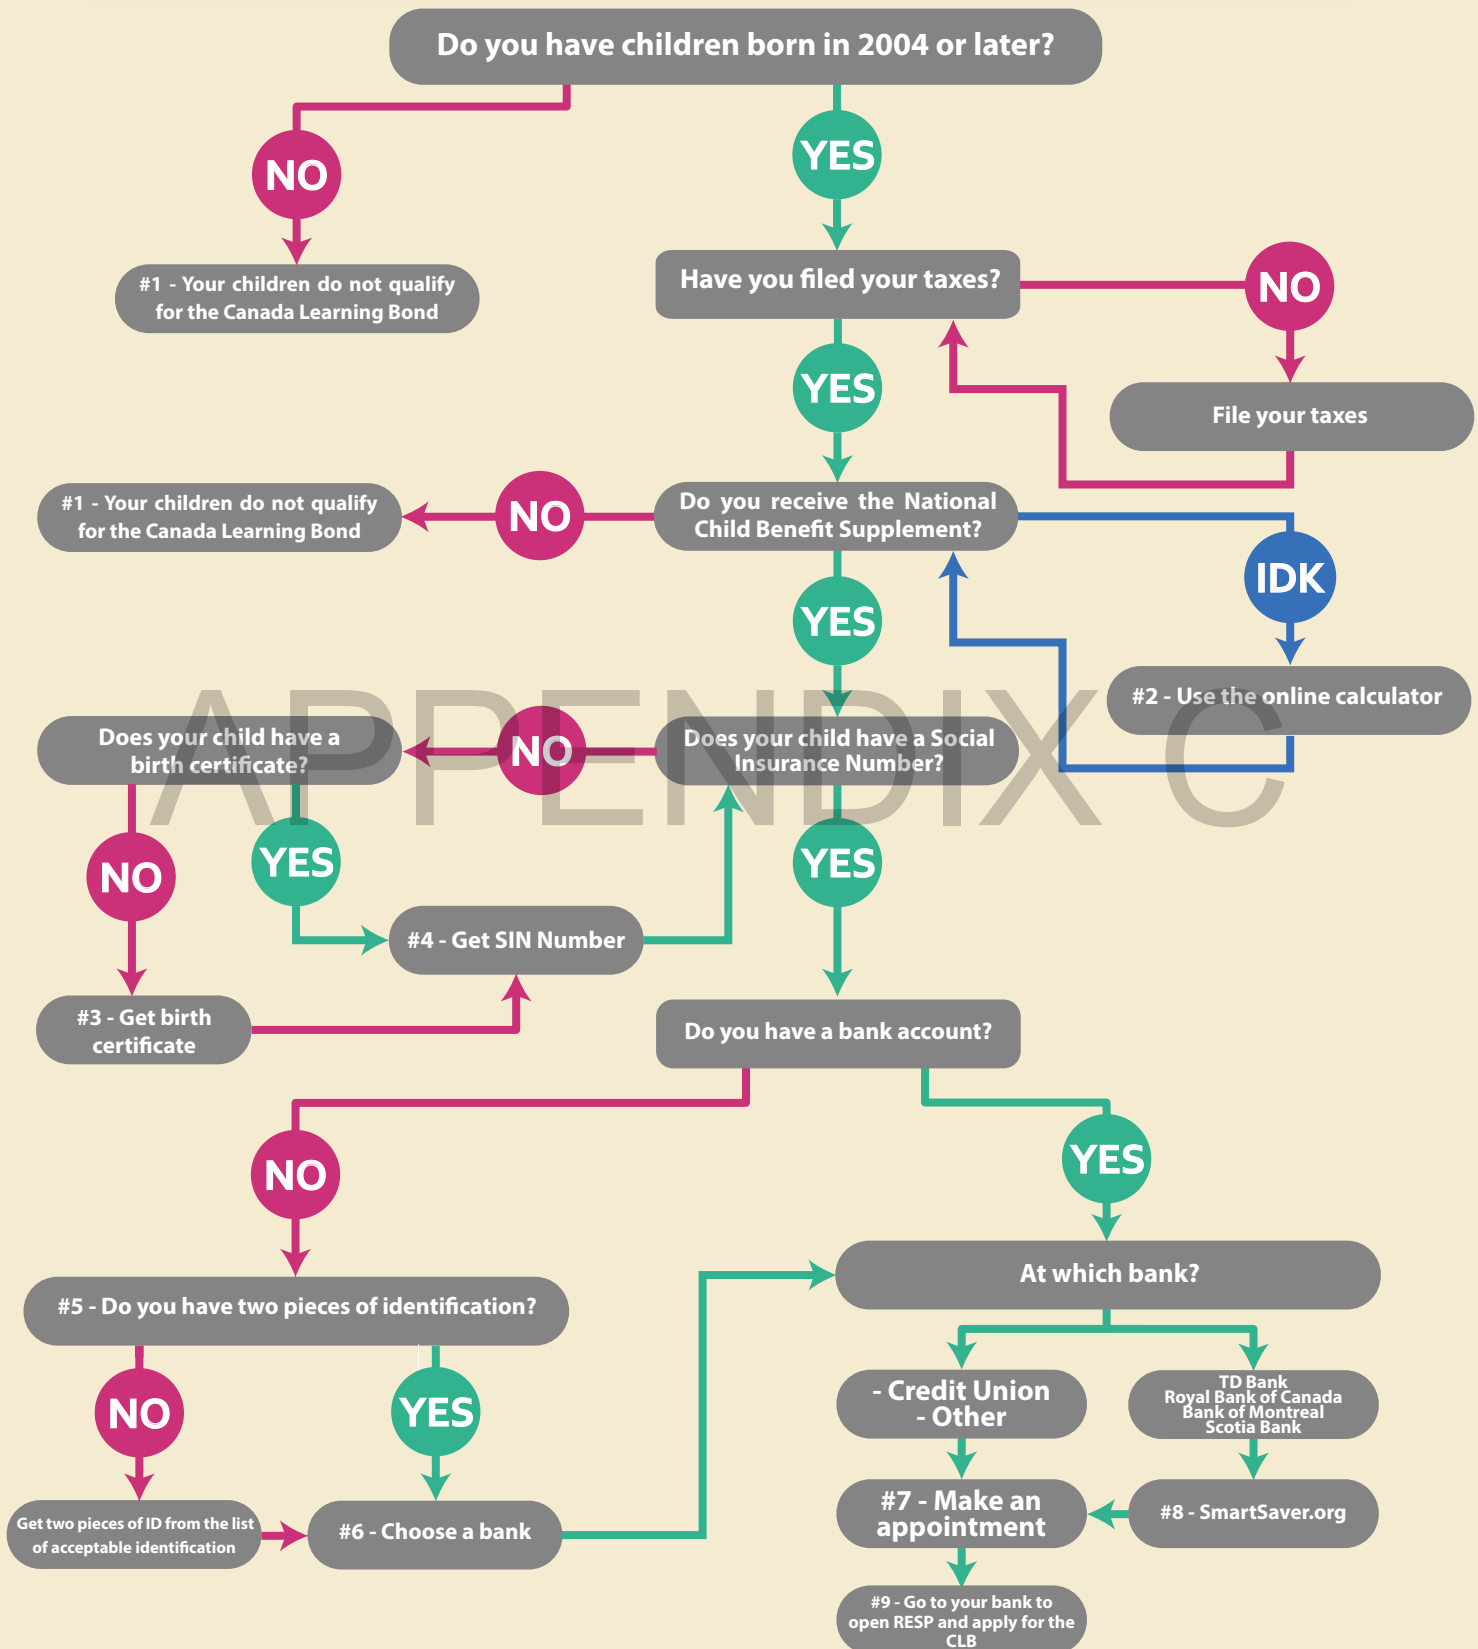 Do you have children born in 2004 or later?
NO
YES
#1 - Your children do not qualify
for the Canada Learning Bond
Have you filed your taxes?
NO
YES
File your taxes
#1 - Your children do not qualify
for the Canada Learning Bond
NO
Do you receive the National
Child Benefit Supplement?
IDK
YES
#2 - Use the online calculator
APPENDIX C
Does your child have a
birth certificate?
NO
Does your child have a Social
Insurance Number?
NO
YES
YES
#4 - Get SIN Number
#3 - Get birth
certificate
Do you have a bank account?
NO
YES
At which bank?
#5 - Do you have two pieces of identification?
NO
YES
- Credit Union
- Other
TD Bank
Royal Bank of Canada
Bank of Montreal
Scotia Bank
Get two pieces of ID from the list
of acceptable identification
#6 - Choose a bank
#7 - Make an
appointment
#8 - SmartSaver.org
#9 - Go to your bank to
open RESP and apply for the
CLB